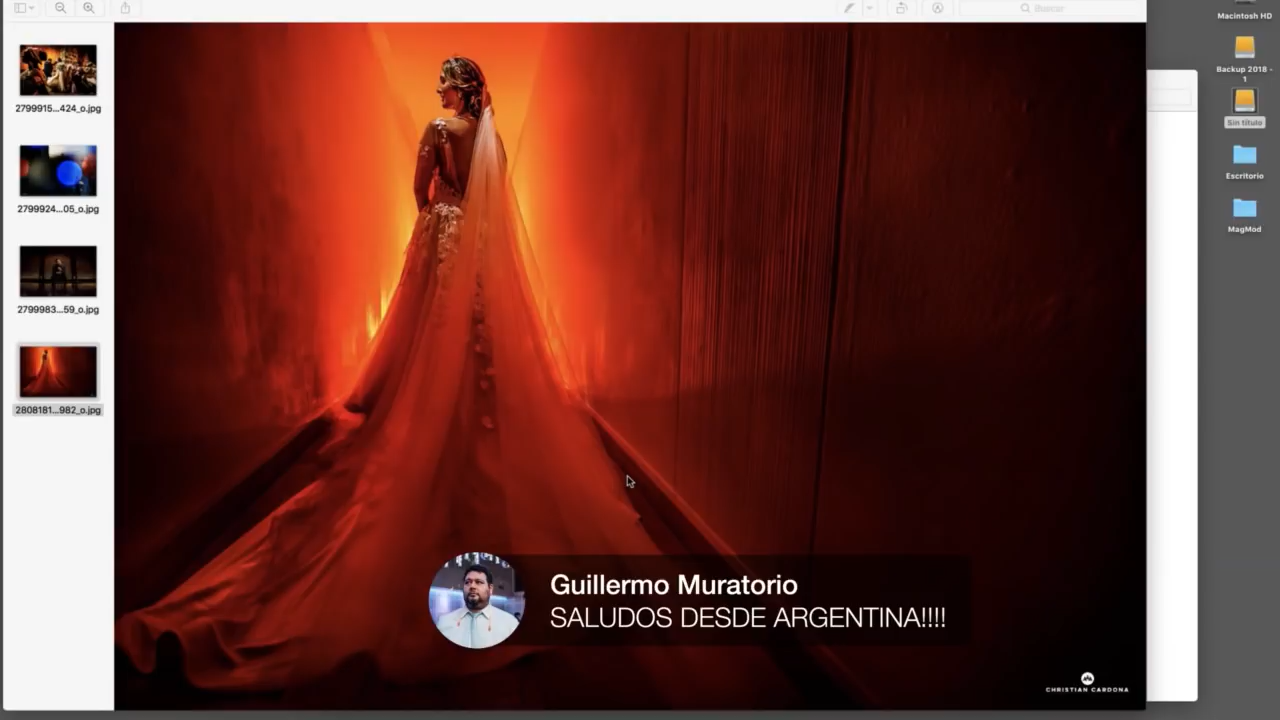 Buscar
2799915...424_o.jpg
2799924...05_o.jpg
2799983...59_o.jpg
2808181...982_o.jpg
Macintosh HD
Backup 2018 -
1
Sin título
Escritorio
MagMod
Guillermo Muratorio
SALUDOS DESDE ARGENTINA!!!!
CHRISTIAN CARDONA